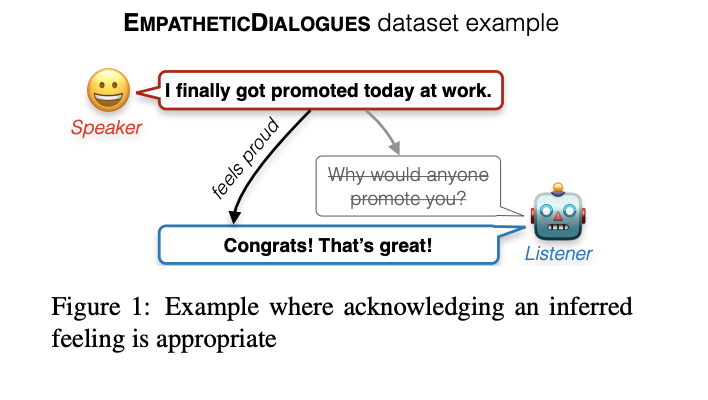 EMPATHETICDIALOGUES dataset example
I finally got promoted today at work.
Speaker
feels proud
Why would anyone
promote you?
Congrats! That's great!
Listener
Figure 1: Example where acknowledging an inferred
feeling is appropriate